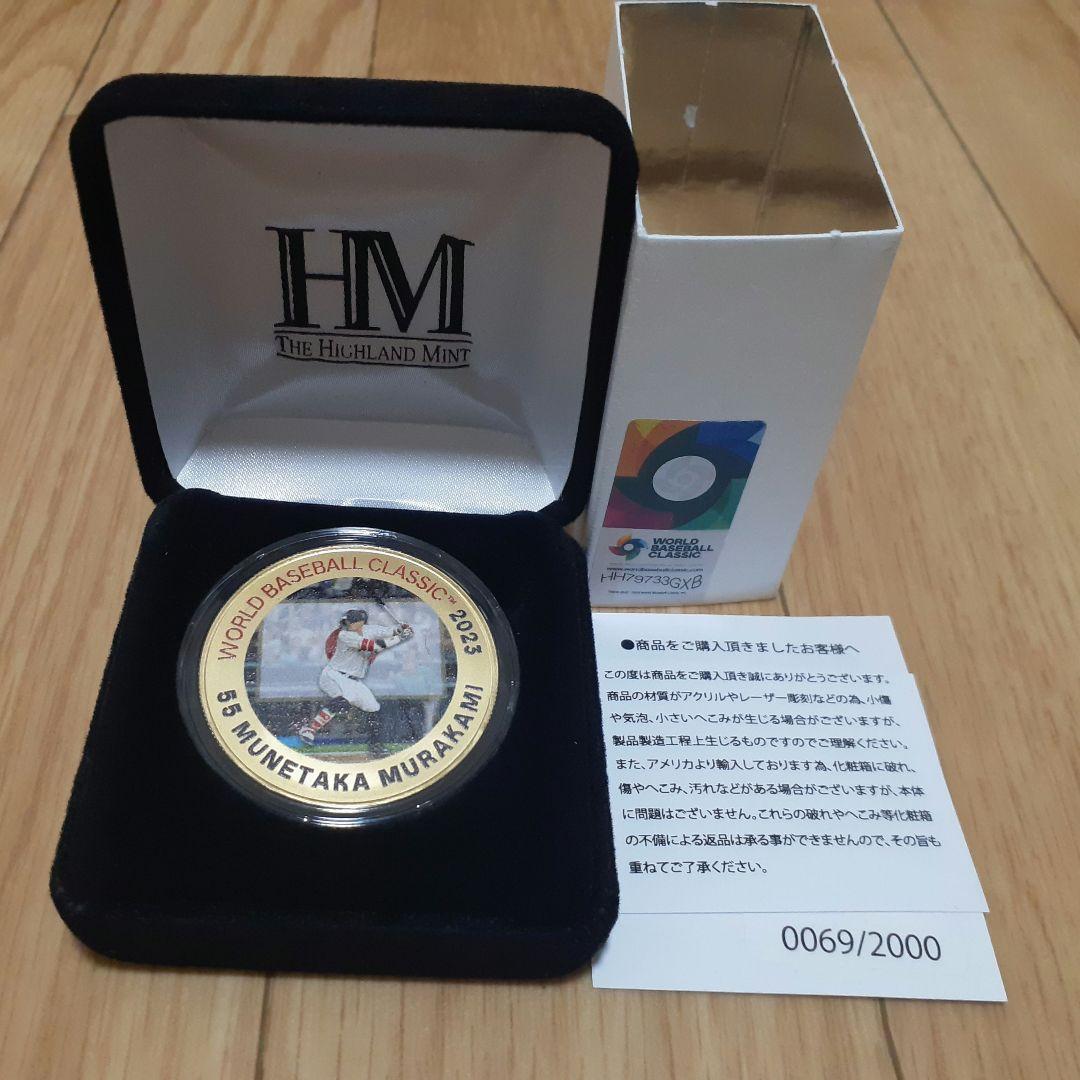 HM
THE HIGHLAND MINT
WORLD BASEBALL CLASSIC™ 2023
55 MUNETAKA MURAKAMI
WORLD
BASEBALL
CLASSIC
www.worldbaseballclassic.com
HH79733GXB
●商品をご購入頂きましたお客様へ
この度は商品をご購入頂き誠にありがとうございます。
商品の材質がアクリルやレーザー彫刻などの為、小傷
や気泡、小さいへこみが生じる場合がございますが、
製品製造工程上生じるものですのでご理解ください。
また、アメリカより輸入しております為、化粧箱に破れ、
傷やへこみ、汚れなどがある場合がございますが、本体
に問題はございません。これらの破れやへこみ等化粧箱
の不備による返品は承る事ができませんので、その旨も
重ねてご了承ください。
0069/2000